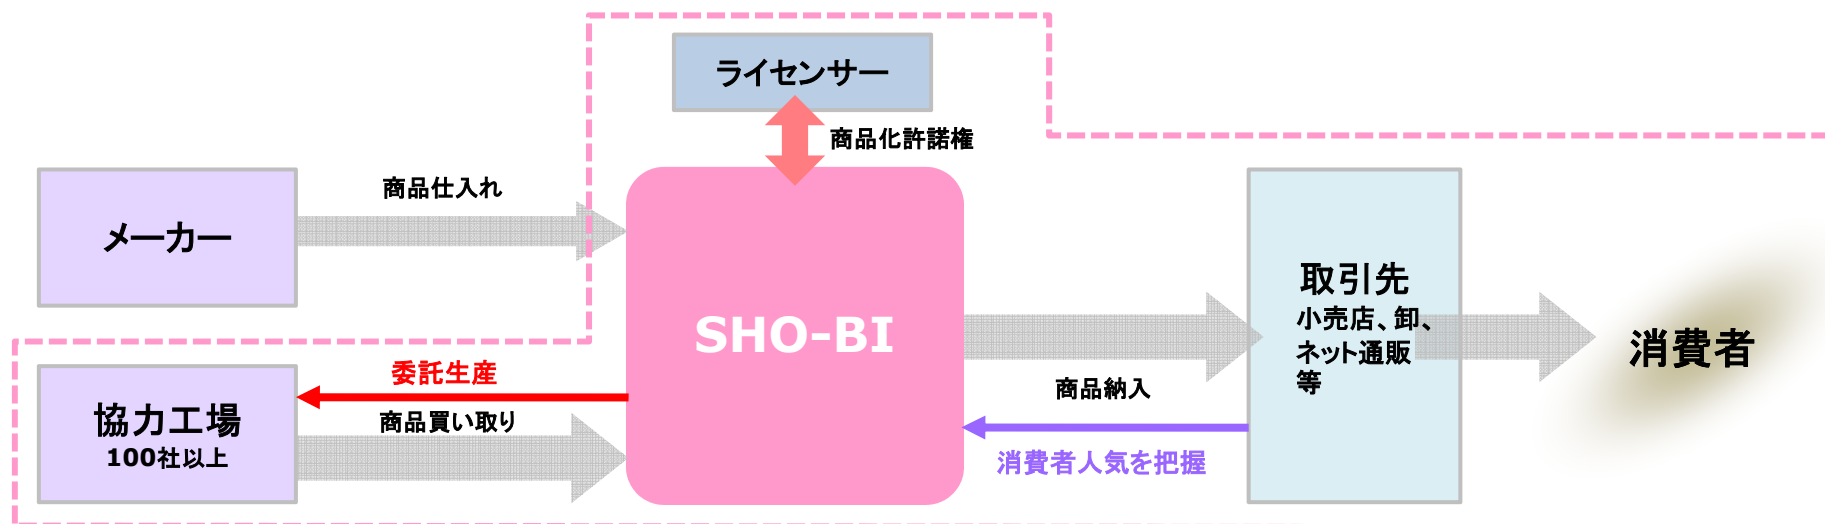 ライセンサー
商品化許諾権
商品仕入れ
メーカー
SHO-BI
取引先
小売店、卸、
ネット通販
等
消費者
委託生産
商品納入
協力工場
100社以上
商品買い取り
消費者人気を把握